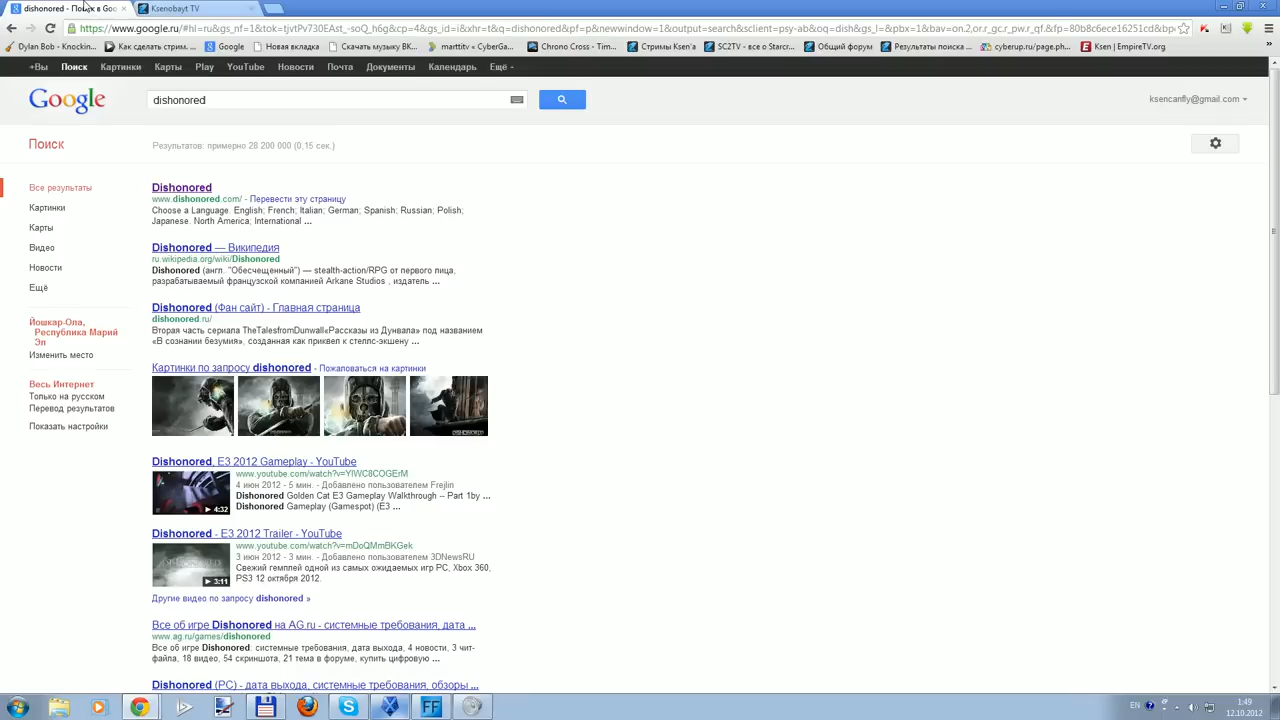 dishonored - Поиск в Goo
Ksenobayt TV
https://www.google.ru/#hl=ru&gs_nf=1&tok=tjvtPv730EAst_-soQ_h6g&cp=4&gs_id=i&xhr=t&q=dishonored&pf=p&newwindow=1&output=search&sclient=psy-ab&oq=dish&gs_l=&pbx=1&bav=on.2,or.r_gc.r_pw.r_qf.&fp=80b8c6ece16251cd&bpcl=
Dylan Bob - Knockin...
Как сделать стрим...
Google
Новая вкладка
Скачать музыку ВК...
marttitv « CyberGa...
Chrono Cross - Tim...
Стримы Ksen'a
SC2TV - все о Starcr...
Общий форум
Результаты поиска ...
cyberup.ru/page.ph...
Ksen | EmpireTV.org
»
+Вы Поиск Картинки Карты Play YouTube Новости Почта Документы Календарь Ещё
Google
dishonored
ksencanfly@gmail.com
Поиск
Результатов: примерно 28 200 000 (0,15 сек.)
Все результаты
Картинки
Карты
Видео
Новости
Ещё
Йошкар-Ола,
Республика Марий
Эл
Изменить место
Весь Интернет
Только на русском
Перевод результатов
Показать настройки
Dishonored
www.dishonored.com/ - Перевести эту страницу
Choose a Language. English; French; Italian; German; Spanish; Russian; Polish;
Japanese. North America; International ...
Dishonored — Википедия
ru.wikipedia.org/wiki/Dishonored
Dishonored (англ. "Обесчещенный") — stealth-action/RPG от первого лица,
разрабатываемый французской компанией Arkane Studios , издатель ...
Dishonored (Фан сайт) - Главная страница
dishonored.ru/
Вторая часть сериала TheTalesfromDunwall«Рассказы из Дунвала» под названием
«В сознании безумия», созданная как приквел к стеллс-экшену ...
Картинки по запросу dishonored - Пожаловаться на картинки
DISHONORED
Dishonored, E3 2012 Gameplay - YouTube
www.youtube.com/watch?v=YIWC8COGErM
4 июн 2012 - 5 мин. - Добавлено пользователем Frejlin
Dishonored Golden Cat E3 Gameplay Walkthrough -- Part 1by ...
Dishonored Gameplay (Gamespot) (E3 ...
4:32
Dishonored - E3 2012 Trailer - YouTube
www.youtube.com/watch?v=mDoQMmBKGek
3 июн 2012 - 3 мин. - Добавлено пользователем 3DNewsRU
Свежий гемплей одной из самых ожидаемых игр PC, Xbox 360,
PS3 12 октября 2012.
3:11
Другие видео по запросу dishonored »
Все об игре Dishonored на AG.ru - системные требования, дата ...
www.ag.ru/games/dishonored
Все об игре Dishonored: системные требования, дата выхода, 4 новости, 3 чит-
файла, 18 видео, 54 скриншота, 21 тема в форуме, купить цифровую ...
Dishonored (PC) - дата выхода, системные требования, обзоры ...
EN
1:49
12.10.2012